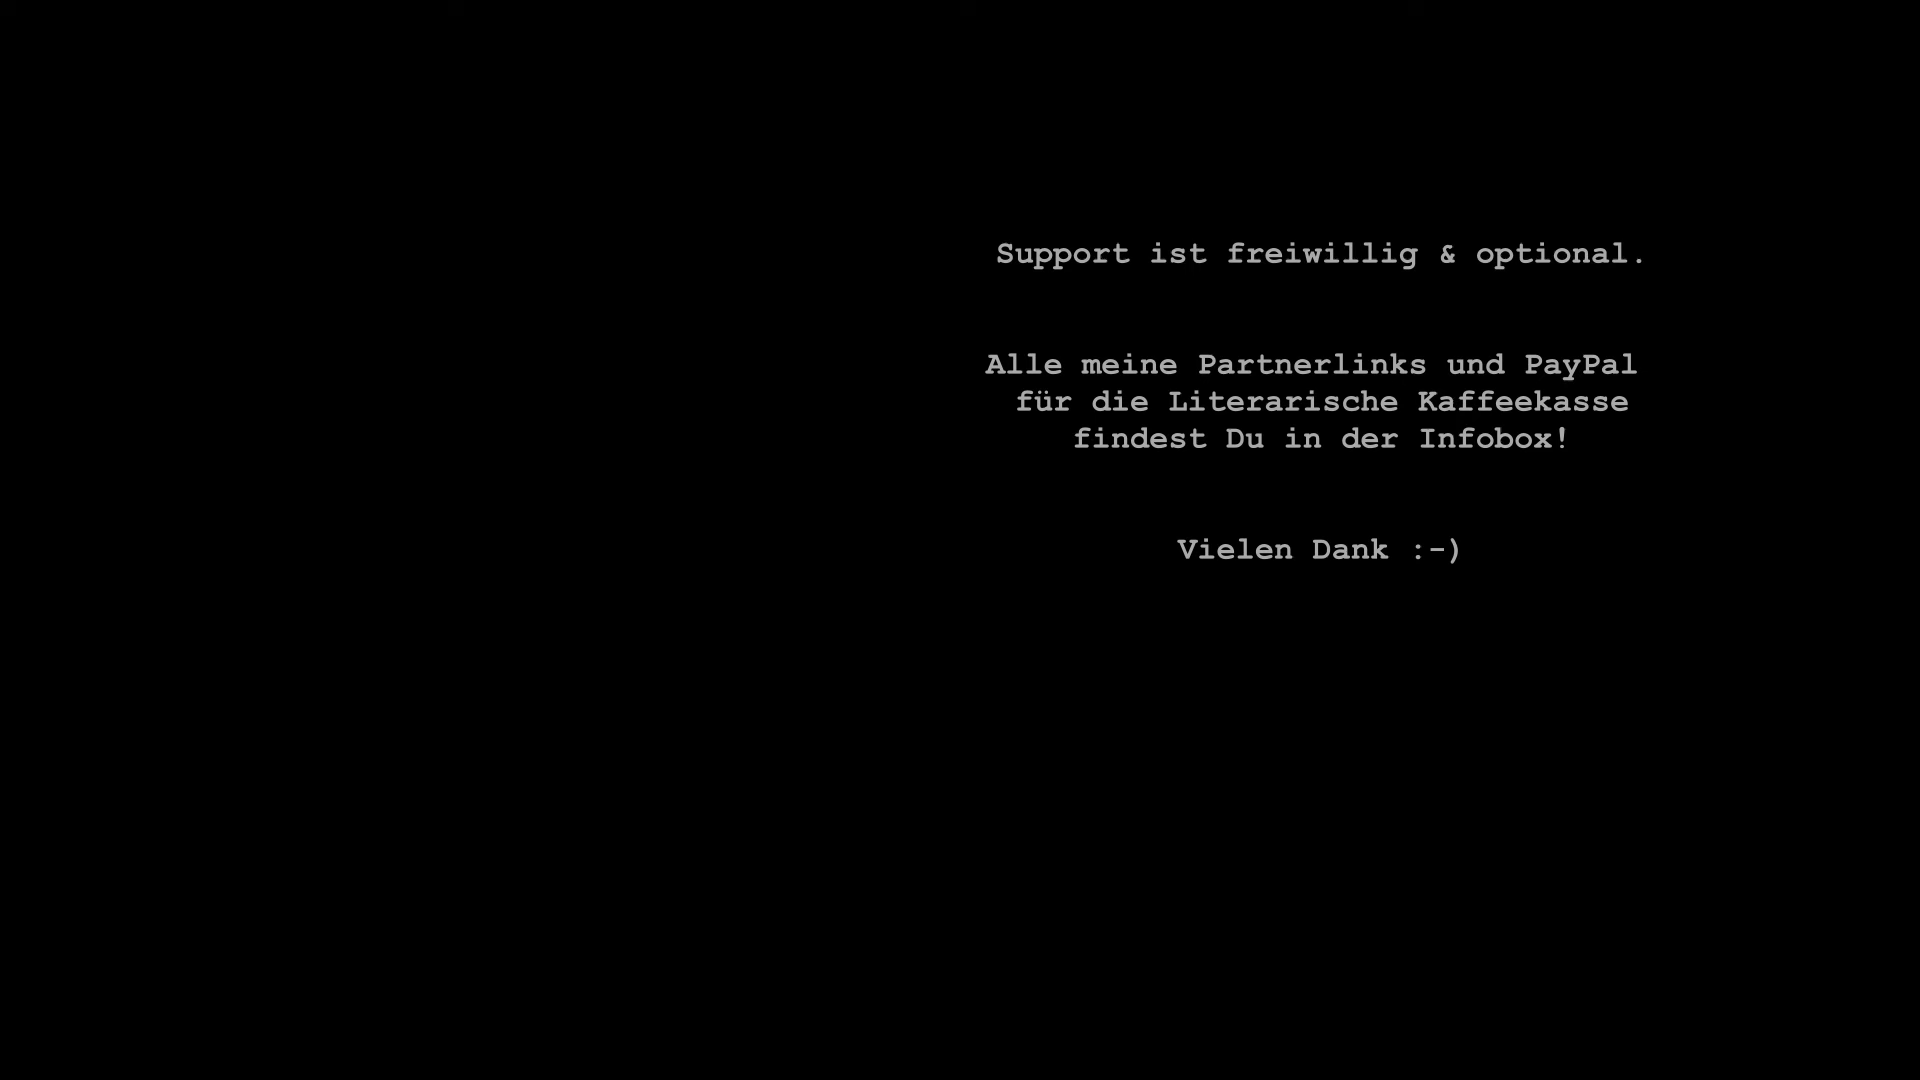 Support ist freiwillig & optional.
Alle meine Partnerlinks und PayPal
für die Literarische Kaffeekasse
findest Du in der Infobox!
Vielen Dank :-)